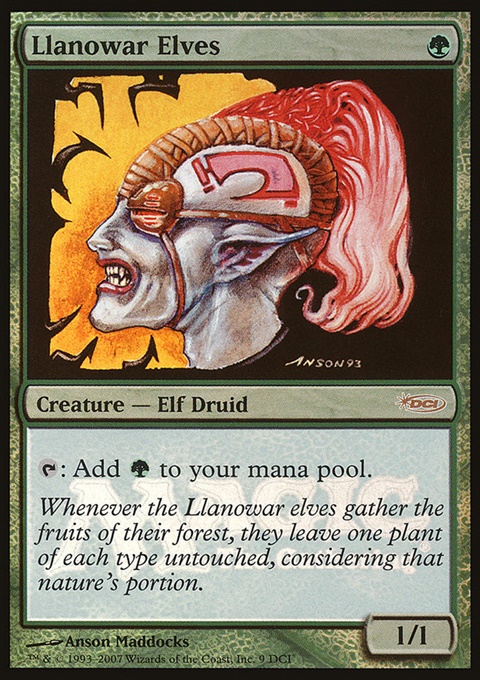 Llanowar Elves
ANSON93
Creature — Elf Druid
DCI
: Add to your mana pool.
MAGIC
Whenever the Llanowar elves gather the
fruits of their forest, they leave one plant
of each type untouched, considering that
nature's portion.
1/1
Anson Maddocks
™ & © 1993–2007 Wizards of the Coast, Inc. 9 DCI